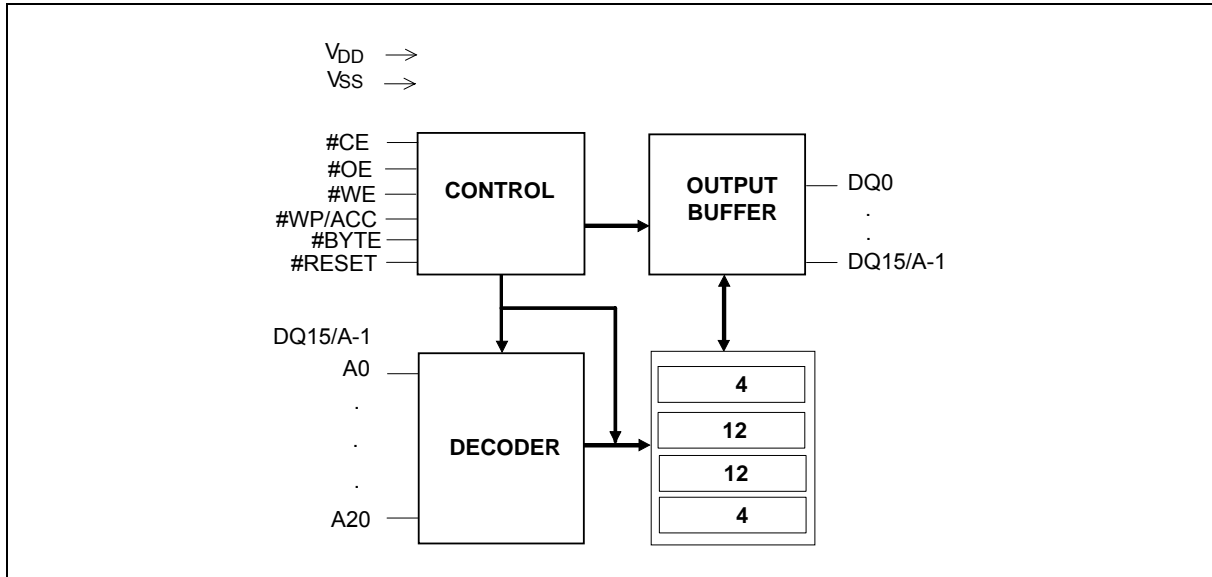 VDD
VSS
#CE
#OE
#WE
#WP/ACC
#BYTE
#RESET
CONTROL
OUTPUT
BUFFER
DQ0
.
.
DQ15/A-1
DQ15/A-1
A0
.
.
.
A20
DECODER
4
12
12
4